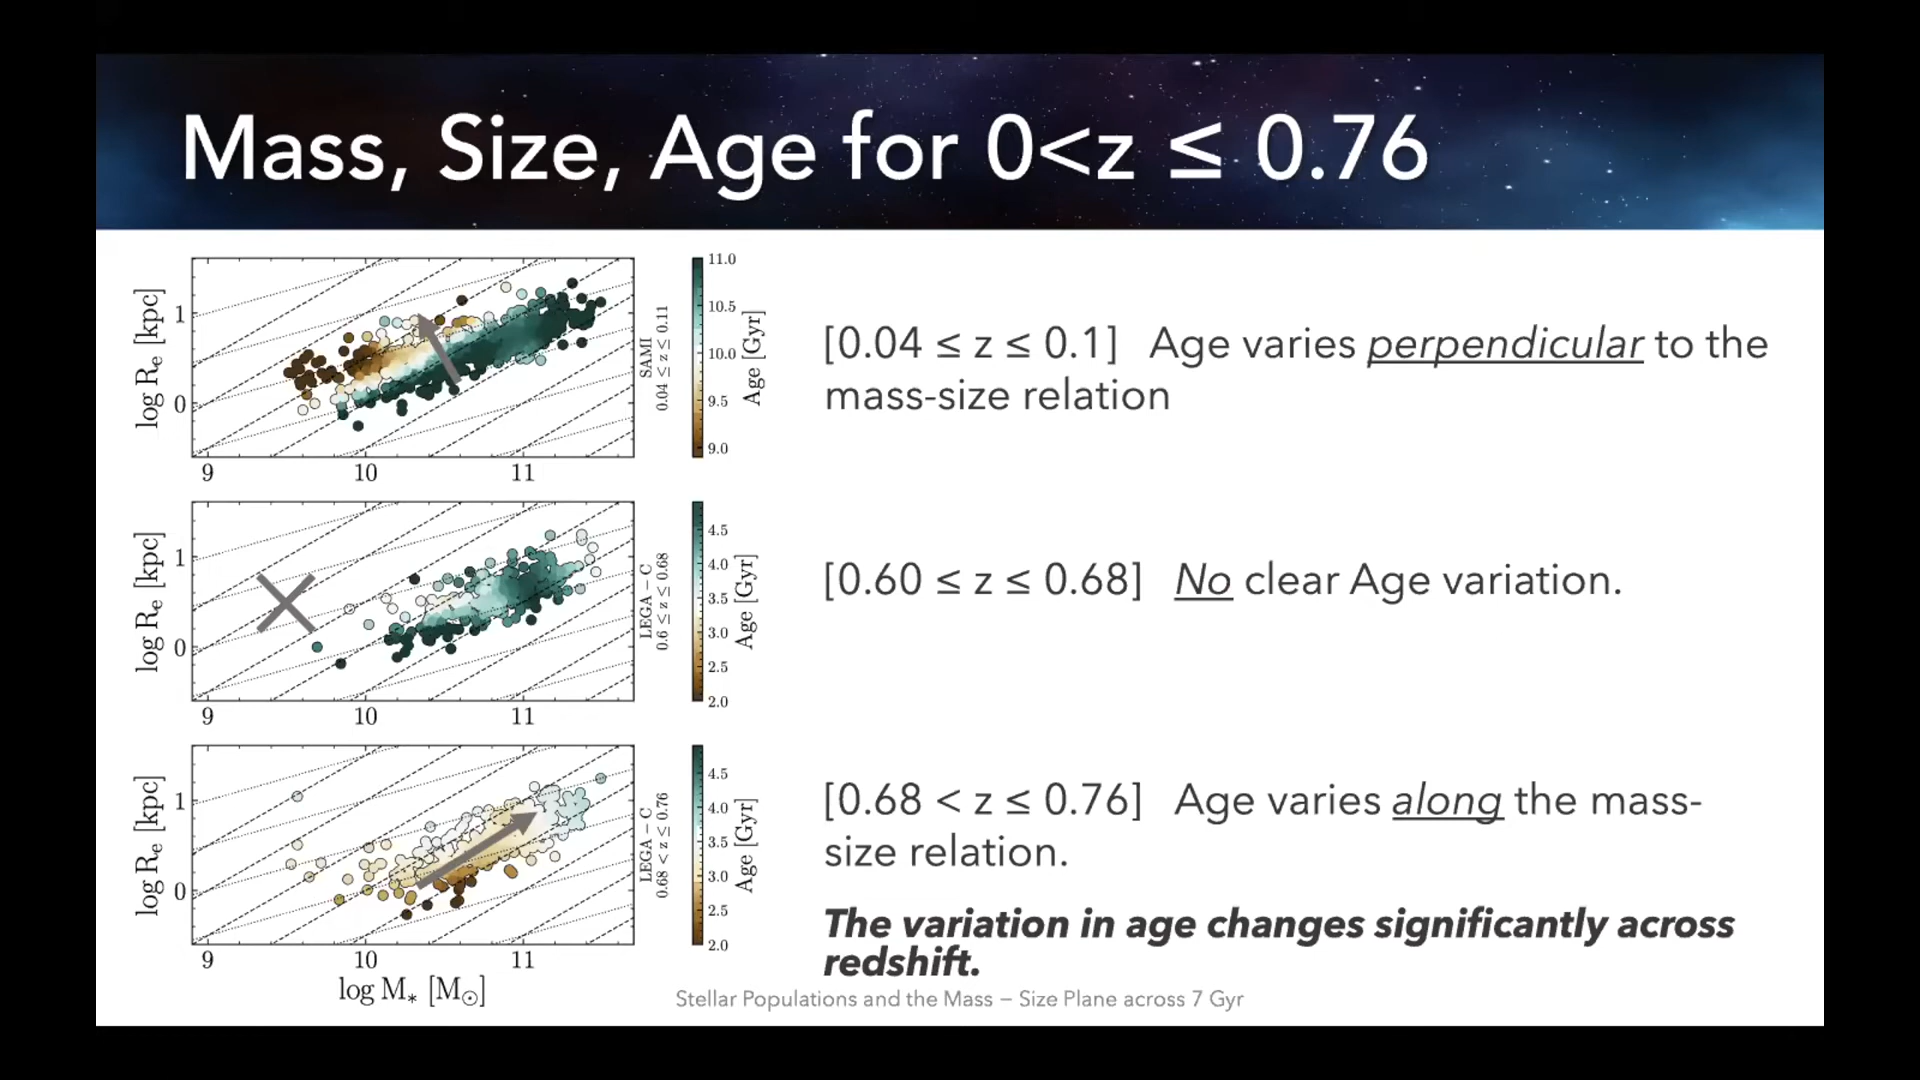 Mass, Size, Age for 0<z ≤ 0.76
log Rₑ [kpc]
1
0
9
10
11
SAMI
0.04 ≤ z ≤ 0.11
11.0
10.5
10.0
9.5
9.0
Age [Gyr]
[0.04 ≤ z ≤ 0.1] Age varies perpendicular to the
mass-size relation
log Rₑ [kpc]
1
0
9
10
11
LEGA − C
0.6 ≤ z ≤ 0.68
4.5
4.0
3.5
3.0
2.5
2.0
Age [Gyr]
[0.60 ≤ z ≤ 0.68] No clear Age variation.
log Rₑ [kpc]
1
0
9
10
11
log M* [M⊙]
LEGA − C
0.68 < z ≤ 0.76
4.5
4.0
3.5
3.0
2.5
2.0
Age [Gyr]
[0.68 < z ≤ 0.76] Age varies along the mass-
size relation.
The variation in age changes significantly across
redshift.
Stellar Populations and the Mass – Size Plane across 7 Gyr